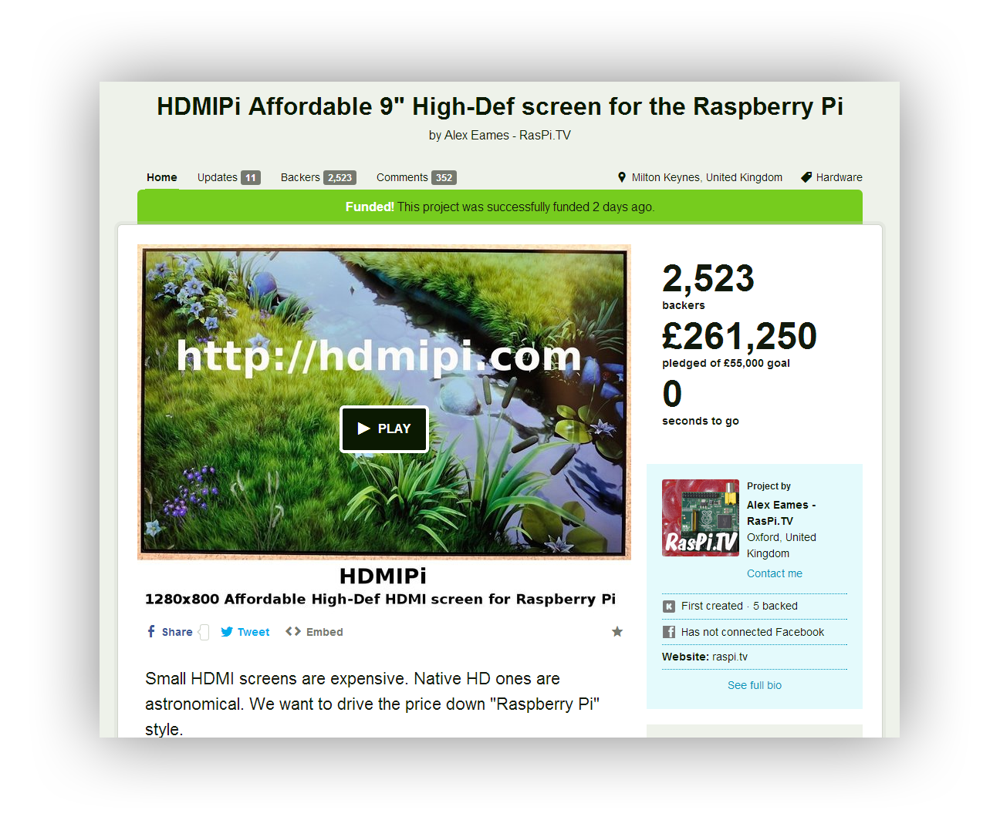 HDMIPi Affordable 9" High-Def screen for the Raspberry Pi
by Alex Eames - RasPi.TV
Home Updates 11 Backers 2,523 Comments 352 Milton Keynes, United Kingdom Hardware
Funded! This project was successfully funded 2 days ago.
http://hdmipi.com
PLAY
HDMIPi
1280x800 Affordable High-Def HDMI screen for Raspberry Pi
Share Tweet Embed
Small HDMI screens are expensive. Native HD ones are
astronomical. We want to drive the price down "Raspberry Pi"
style.
2,523
backers
£261,250
pledged of £55,000 goal
0
seconds to go
RasPi.TV
Project by
Alex Eames -
RasPi.TV
Oxford, United
Kingdom
Contact me
First created · 5 backed
Has not connected Facebook
Website: raspi.tv
See full bio